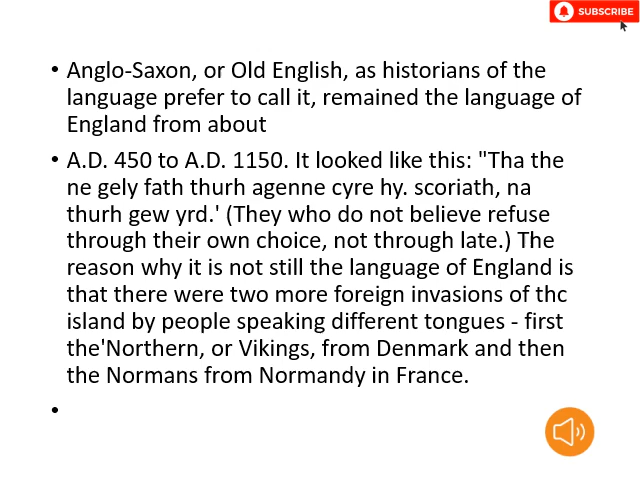 SUBSCRIBE
• Anglo-Saxon, or Old English, as historians of the
language prefer to call it, remained the language of
England from about
• A.D. 450 to A.D. 1150. It looked like this: "Tha the
ne gely fath thurh agenne cyre hy. scoriath, na
thurh gew yrd.' (They who do not believe refuse
through their own choice, not through late.) The
reason why it is not still the language of England is
that there were two more foreign invasions of thc
island by people speaking different tongues - first
the'Northern, or Vikings, from Denmark and then
the Normans from Normandy in France.
•